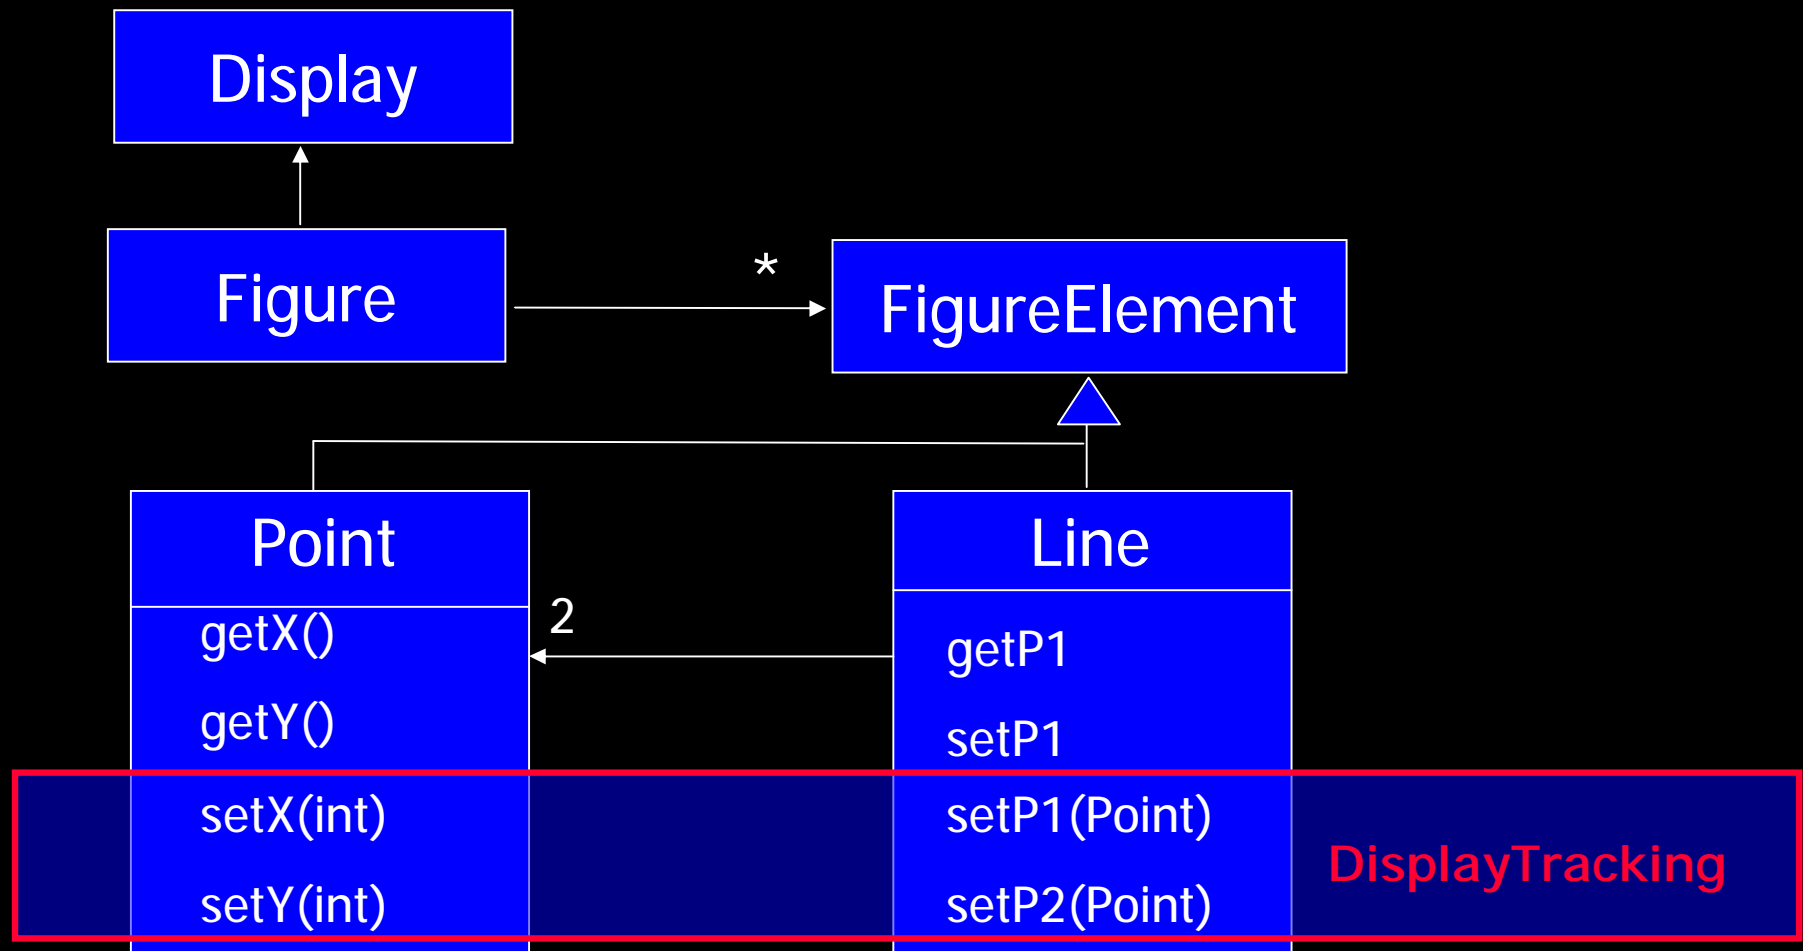 Display
Figure
*
FigureElement
Point
getX()
getY()
setX(int)
setY(int)
2
Line
getP1
setP1
setP1(Point)
setP2(Point)
DisplayTracking